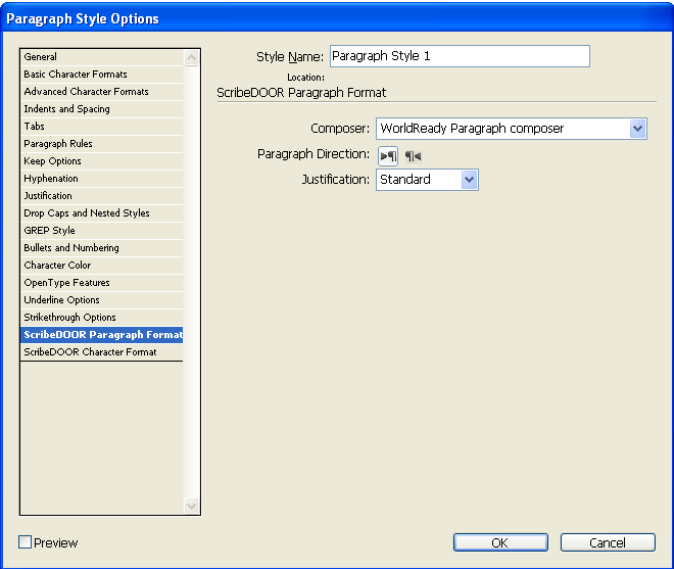 Paragraph Style Options
General
Basic Character Formats
Advanced Character Formats
Indents and Spacing
Tabs
Paragraph Rules
Keep Options
Hyphenation
Justification
Drop Caps and Nested Styles
GREP Style
Bullets and Numbering
Character Color
OpenType Features
Underline Options
Strikethrough Options
ScribeDOOR Paragraph Format
ScribeDOOR Character Format
Style Name: Paragraph Style 1
Location:
ScribeDOOR Paragraph Format
Composer: WorldReady Paragraph composer
Paragraph Direction: ¶ ¶
Justification: Standard
Preview
OK Cancel